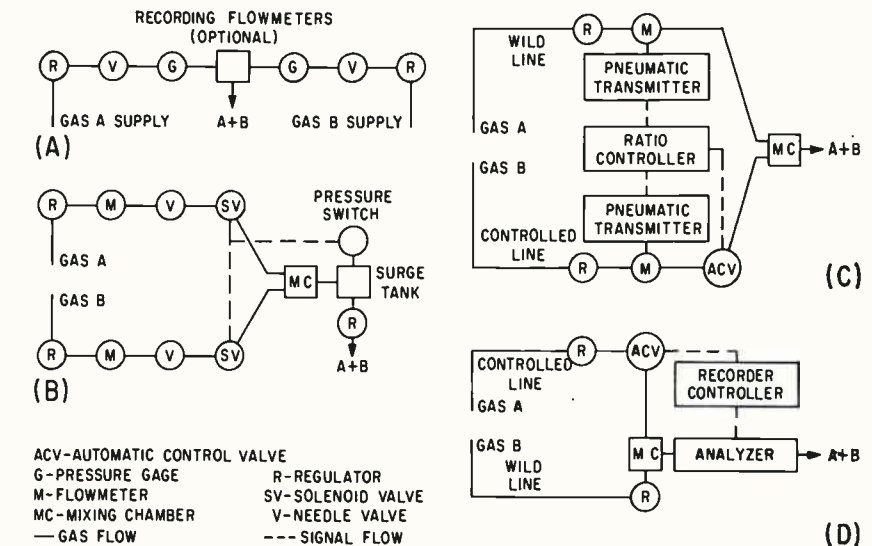 RECORDING FLOWMETERS
(OPTIONAL)
R V G G V R
GAS A SUPPLY A+B GAS B SUPPLY
(A)
R M V SV
PRESSURE
SWITCH
GAS A
GAS B
MC
SURGE
TANK
R
R M V SV
A+B
(B)
R M
WILD
LINE
PNEUMATIC
TRANSMITTER
GAS A
RATIO
CONTROLLER
MC A+B
GAS B
PNEUMATIC
TRANSMITTER
CONTROLLED
LINE
R M ACV
(C)
R ACV
CONTROLLED
LINE
RECORDER
CONTROLLER
GAS A
GAS B
WILD
LINE
MC ANALYZER A+B
R
(D)
ACV-AUTOMATIC CONTROL VALVE
G-PRESSURE GAGE R-REGULATOR
M-FLOWMETER SV-SOLENOID VALVE
MC-MIXING CHAMBER V-NEEDLE VALVE
— GAS FLOW --- SIGNAL FLOW